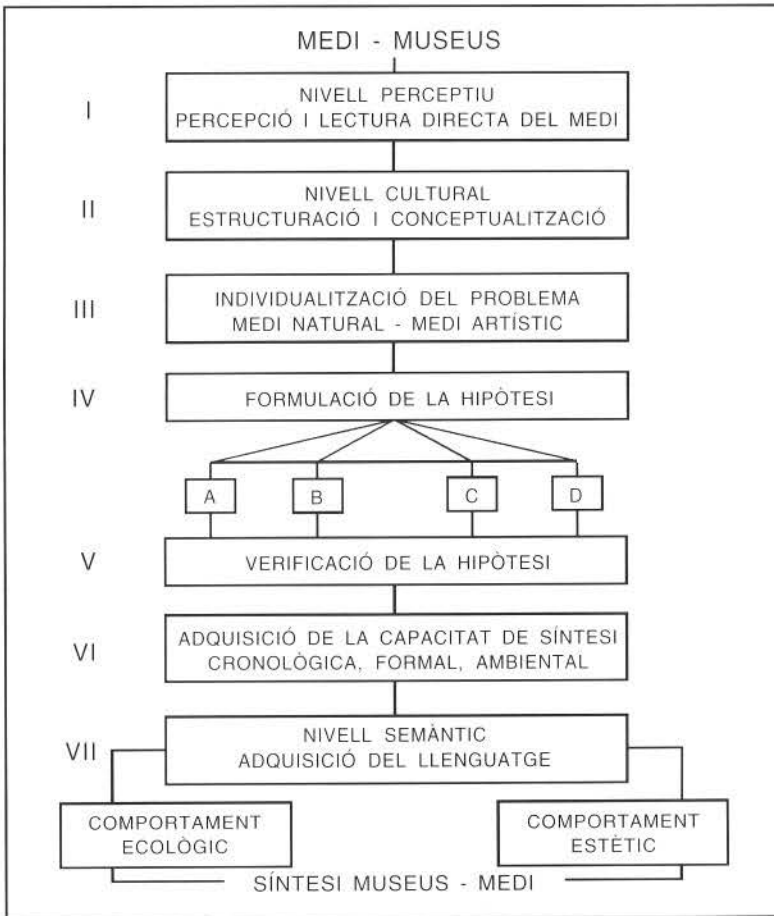 MEDI - MUSEUS
I
NIVELL PERCEPTIU
PERCEPCIÓ I LECTURA DIRECTA DEL MEDI
II
NIVELL CULTURAL
ESTRUCTURACIÓ I CONCEPTUALITZACIÓ
III
INDIVIDUALITZACIÓ DEL PROBLEMA
MEDI NATURAL - MEDI ARTÍSTIC
IV
FORMULACIÓ DE LA HIPÒTESI
A B C D
V
VERIFICACIÓ DE LA HIPÒTESI
VI
ADQUISICIÓ DE LA CAPACITAT DE SÍNTESI
CRONOLÒGICA, FORMAL, AMBIENTAL
VII
NIVELL SEMÀNTIC
ADQUISICIÓ DEL LLENGUATGE
COMPORTAMENT
ECOLÒGIC
COMPORTAMENT
ESTÈTIC
SÍNTESI MUSEUS - MEDI